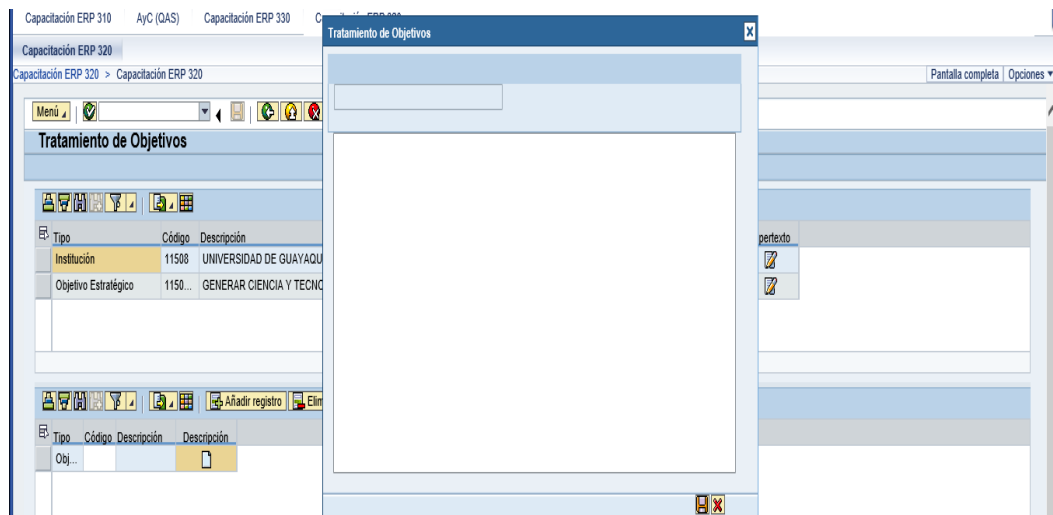 Capacitación ERP 310 AyC (QAS) Capacitación ERP 330
Capacitación ERP 320
Capacitación ERP 320 > Capacitación ERP 320
Pantalla completa Opciones
Menú
Tratamiento de Objetivos
Tipo Código Descripción pertexto
Institución 11508 UNIVERSIDAD DE GUAYAQU
Objetivo Estratégico 1150... GENERAR CIENCIA Y TECNO
Añadir registro Elim
Tipo Código Descripción Descripción
Obj...
Tratamiento de Objetivos